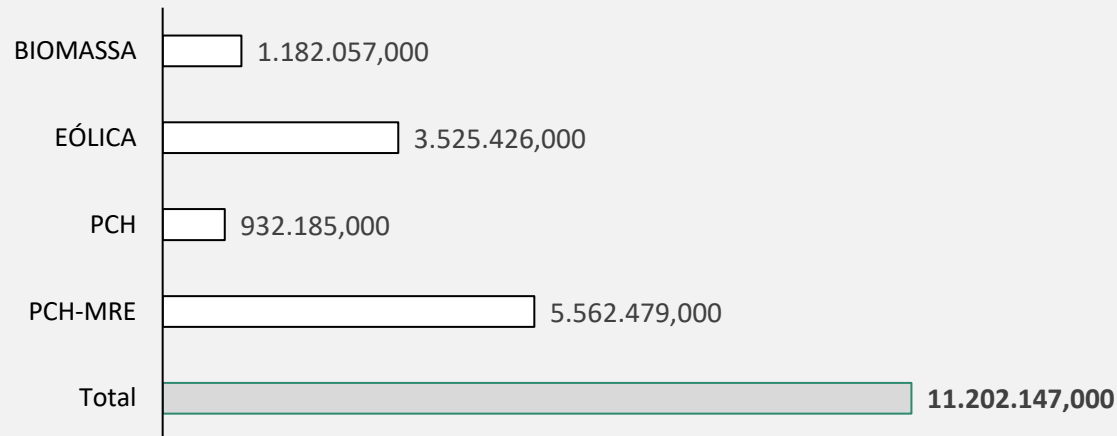 BIOMASSA 1.182.057,000
EÓLICA 3.525.426,000
PCH 932.185,000
PCH-MRE 5.562.479,000
Total 11.202.147,000